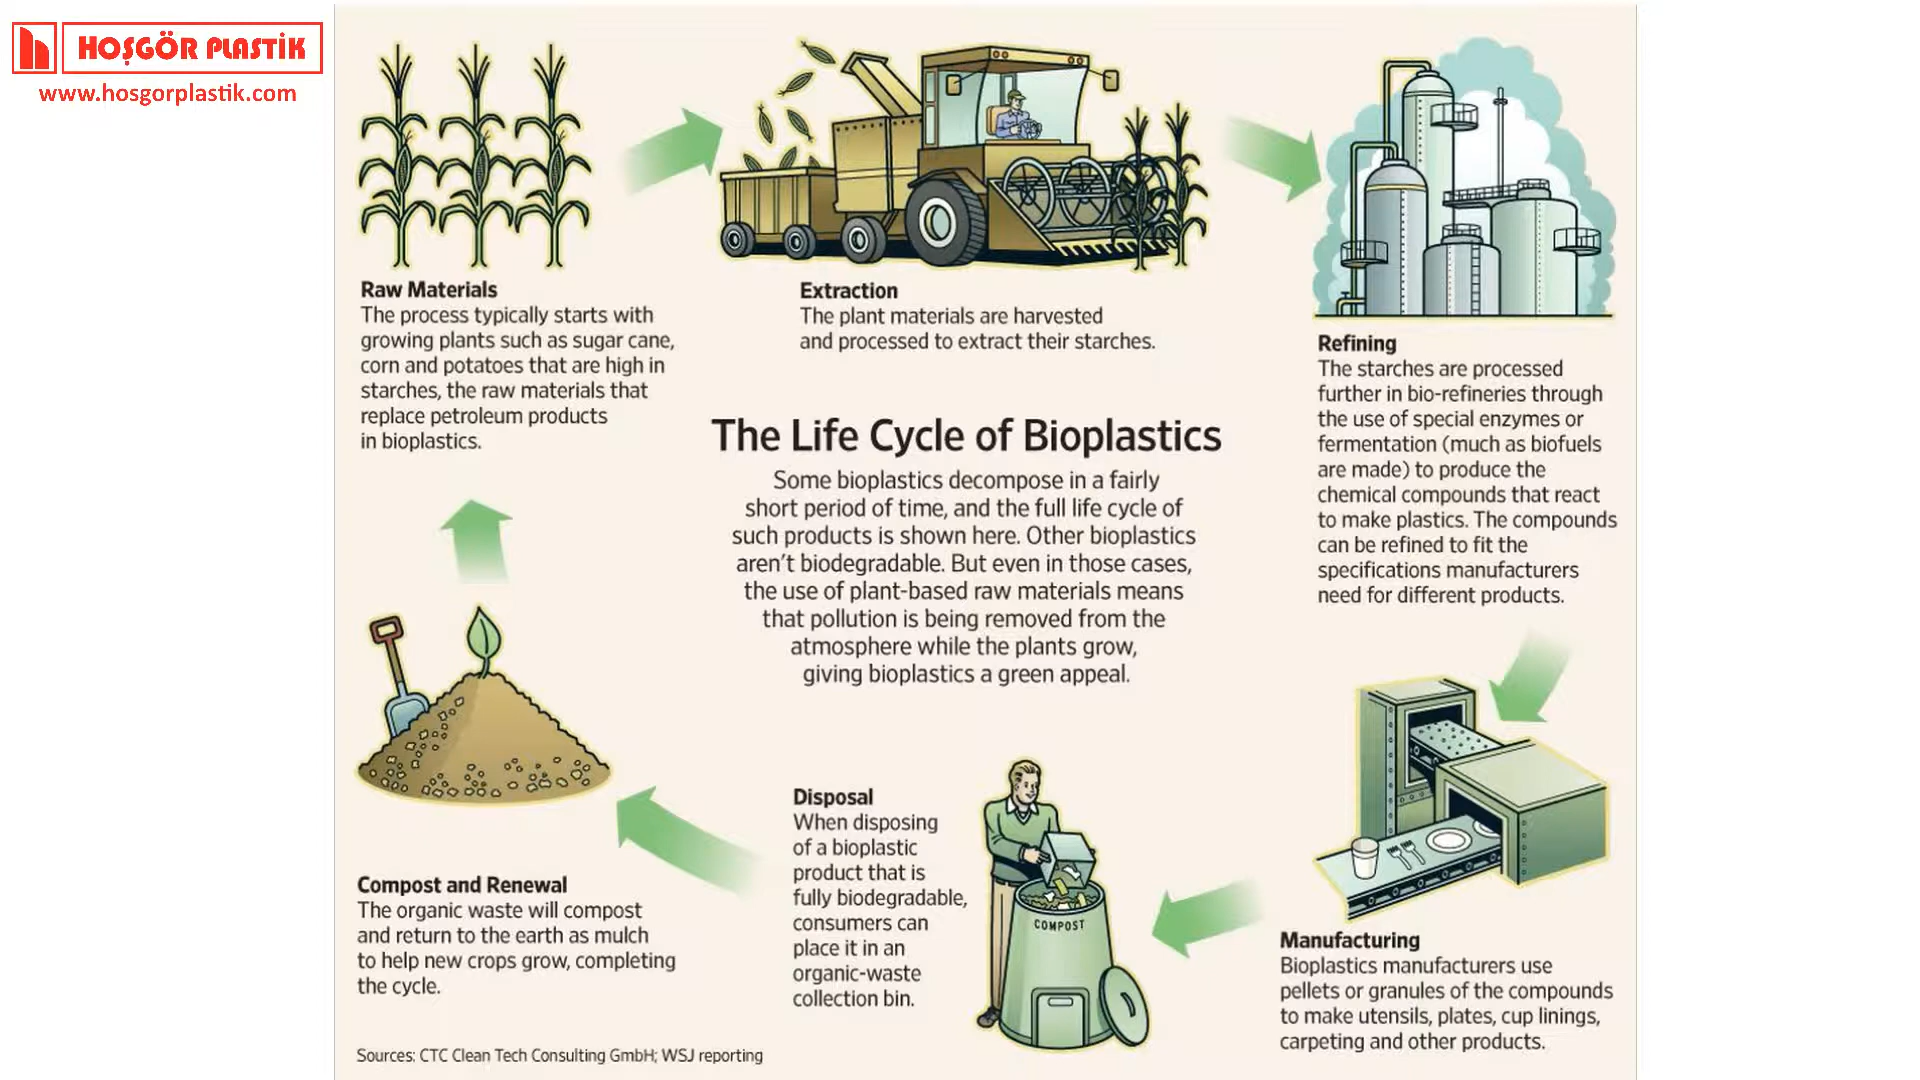 HOŞGÖR PLASTİK
www.hosgorplastik.com
Raw Materials
The process typically starts with
growing plants such as sugar cane,
corn and potatoes that are high in
starches, the raw materials that
replace petroleum products
in bioplastics.
Extraction
The plant materials are harvested
and processed to extract their starches.
Refining
The starches are processed
further in bio-refineries through
the use of special enzymes or
fermentation (much as biofuels
are made) to produce the
chemical compounds that react
to make plastics. The compounds
can be refined to fit the
specifications manufacturers
need for different products.
The Life Cycle of Bioplastics
Some bioplastics decompose in a fairly
short period of time, and the full life cycle of
such products is shown here. Other bioplastics
aren't biodegradable. But even in those cases,
the use of plant-based raw materials means
that pollution is being removed from the
atmosphere while the plants grow,
giving bioplastics a green appeal.
Manufacturing
Bioplastics manufacturers use
pellets or granules of the compounds
to make utensils, plates, cup linings,
carpeting and other products.
Disposal
When disposing
of a bioplastic
product that is
fully biodegradable,
consumers can
place it in an
organic-waste
collection bin.
COMPOST
Compost and Renewal
The organic waste will compost
and return to the earth as mulch
to help new crops grow, completing
the cycle.
Sources: CTC Clean Tech Consulting GmbH; WSJ reporting